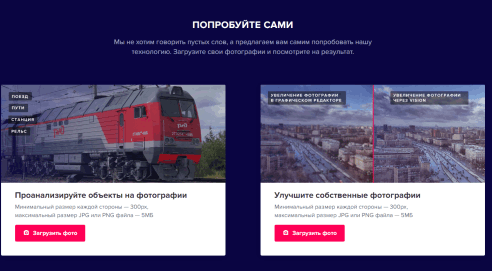 ПОПРОБУЙТЕ САМИ
Мы не хотим говорить пустых слов, а предлагаем вам самим попробовать нашу
технологию. Загрузите свои фотографии и посмотрите на результат.
ПОЕЗД
ПУТИ
СТАНЦИЯ
РЕЛЬС
Проанализируйте объекты на фотографии
Минимальный размер каждой стороны — 300px,
максимальный размер JPG или PNG файла — 5МБ
Загрузить фото
УВЕЛИЧЕНИЕ ФОТОГРАФИИ
В ГРАФИЧЕСКОМ РЕДАКТОРЕ
УВЕЛИЧЕНИЕ ФОТОГРАФИИ
ЧЕРЕЗ VISION
Улучшите собственные фотографии
Минимальный размер каждой стороны — 300px,
максимальный размер JPG или PNG файла — 5МБ
Загрузить фото